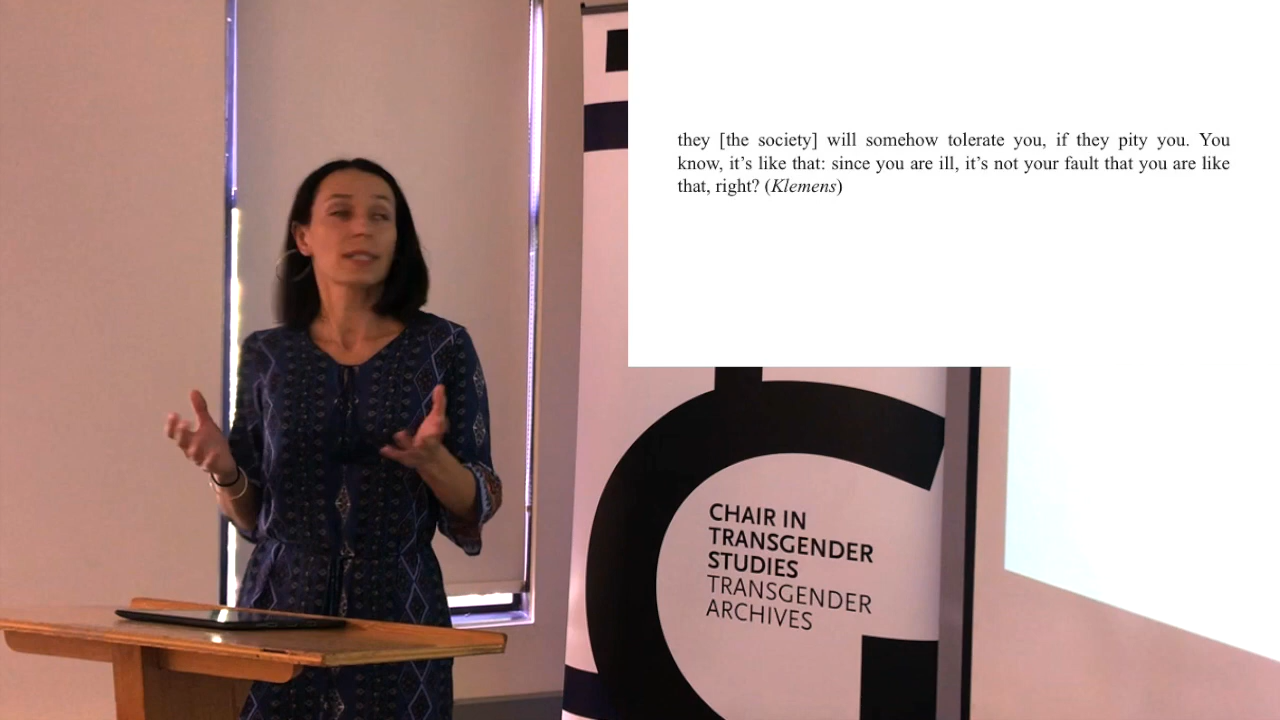 they [the society] will somehow tolerate you, if they pity you. You
know, it’s like that: since you are ill, it’s not your fault that you are like
that, right? (Klemens)
CHAIR IN
TRANSGENDER
STUDIES
TRANSGENDER
ARCHIVES